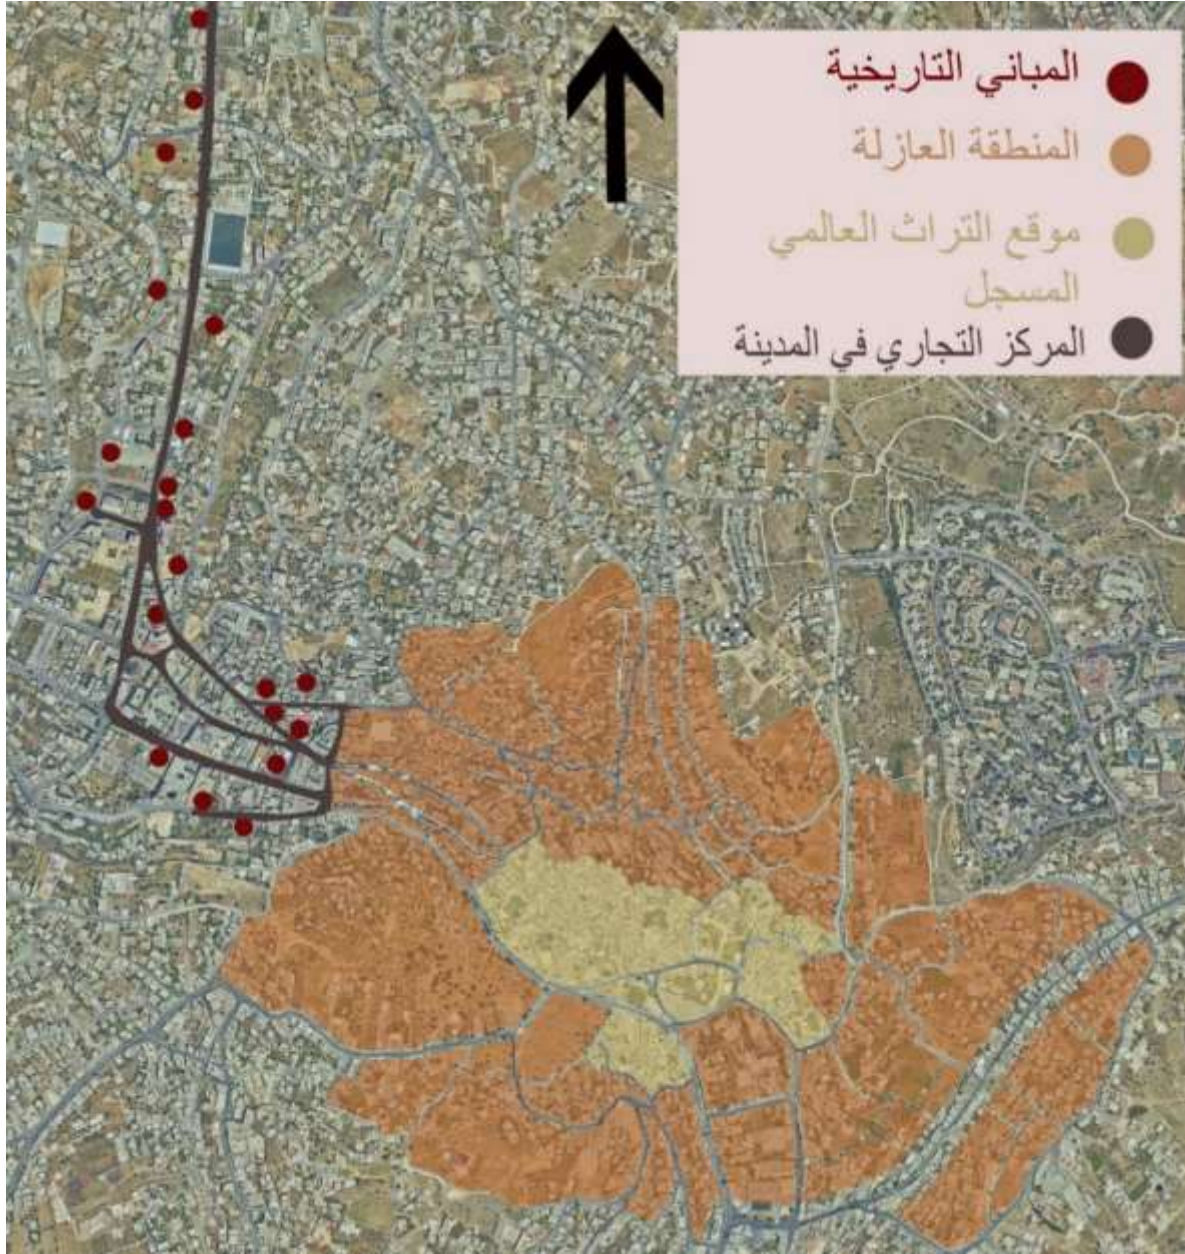 المباني التاريخية
المنطقة العازلة
موقع التراث العالمي
المسجل
المركز التجاري في المدينة